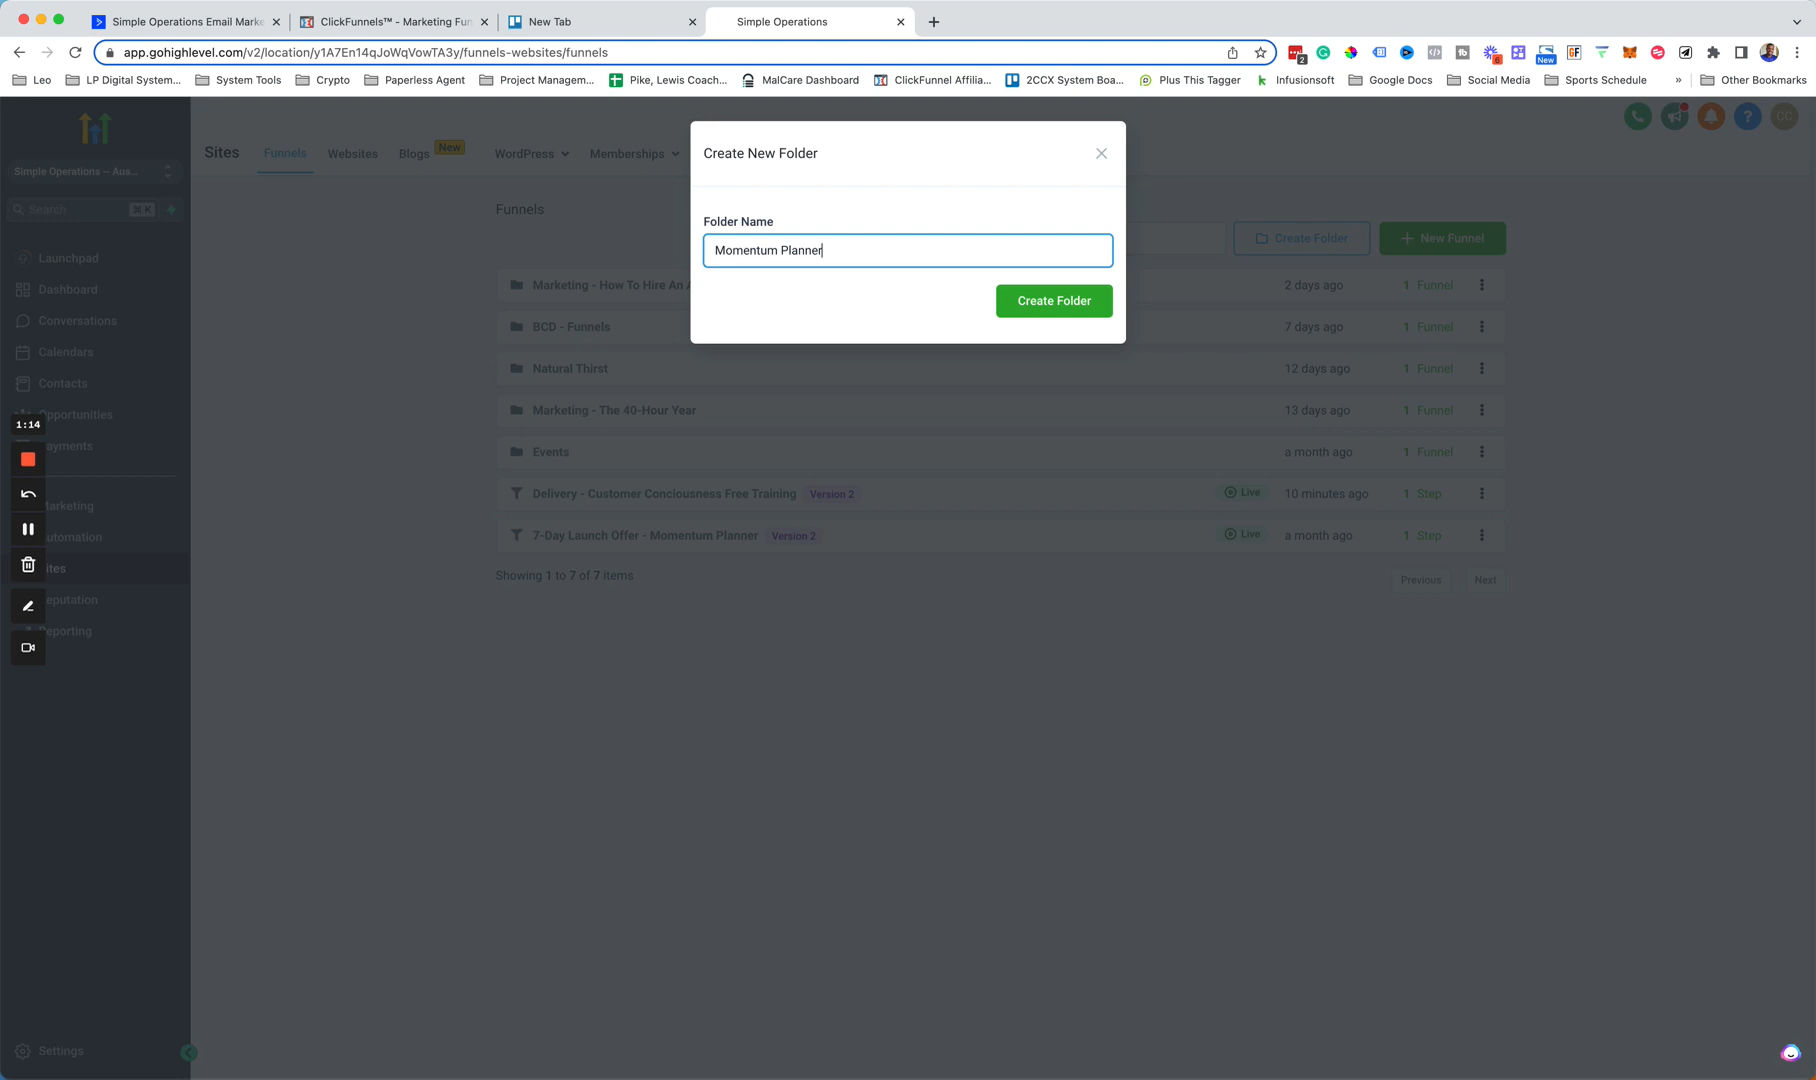 Simple Operations Email Marke
ClickFunnels™ - Marketing Fun
New Tab
Simple Operations
app.gohighlevel.com/v2/location/y1A7En14qJoWqVowTA3y/funnels-websites/funnels
2
6
New
GF
Leo
LP Digital System...
System Tools
Crypto
Paperless Agent
Project Managem...
Pike, Lewis Coach...
MalCare Dashboard
ClickFunnel Affilia...
2CCX System Boa...
Plus This Tagger
Infusionsoft
Google Docs
Social Media
Sports Schedule
»
Other Bookmarks
Simple Operations -- Aus...
Search
⌘ K
Launchpad
Dashboard
Conversations
Calendars
Contacts
Opportunities
1:14
ayments
arketing
utomation
ites
eputation
eporting
Settings
Sites
Funnels
Websites
Blogs
New
WordPress
Memberships
?
CC
Create New Folder
Folder Name
Momentum Planner
Create Folder
Funnels
Create Folder
+ New Funnel
Marketing - How To Hire An A
2 days ago
1 Funnel
BCD - Funnels
7 days ago
1 Funnel
Natural Thirst
12 days ago
1 Funnel
Marketing - The 40-Hour Year
13 days ago
1 Funnel
Events
a month ago
1 Funnel
Delivery - Customer Conciousness Free Training
Version 2
Live
10 minutes ago
1 Step
7-Day Launch Offer - Momentum Planner
Version 2
Live
a month ago
1 Step
Showing 1 to 7 of 7 items
Previous
Next